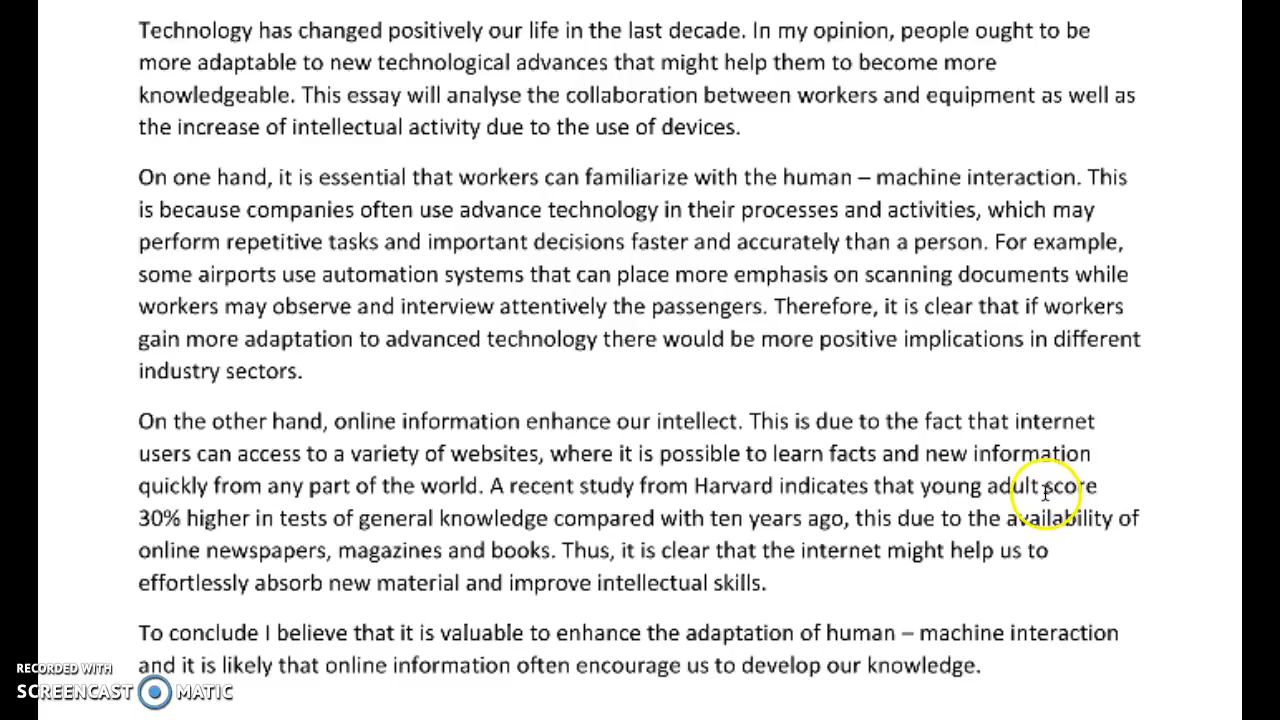 Technology has changed positively our life in the last decade. In my opinion, people ought to be
more adaptable to new technological advances that might help them to become more
knowledgeable. This essay will analyse the collaboration between workers and equipment as well as
the increase of intellectual activity due to the use of devices.
On one hand, it is essential that workers can familiarize with the human – machine interaction. This
is because companies often use advance technology in their processes and activities, which may
perform repetitive tasks and important decisions faster and accurately than a person. For example,
some airports use automation systems that can place more emphasis on scanning documents while
workers may observe and interview attentively the passengers. Therefore, it is clear that if workers
gain more adaptation to advanced technology there would be more positive implications in different
industry sectors.
On the other hand, online information enhance our intellect. This is due to the fact that internet
users can access to a variety of websites, where it is possible to learn facts and new information
quickly from any part of the world. A recent study from Harvard indicates that young adult score
30% higher in tests of general knowledge compared with ten years ago, this due to the availability of
online newspapers, magazines and books. Thus, it is clear that the internet might help us to
effortlessly absorb new material and improve intellectual skills.
To conclude I believe that it is valuable to enhance the adaptation of human – machine interaction
and it is likely that online information often encourage us to develop our knowledge.
RECORDED WITH
SCREENCAST MATIC